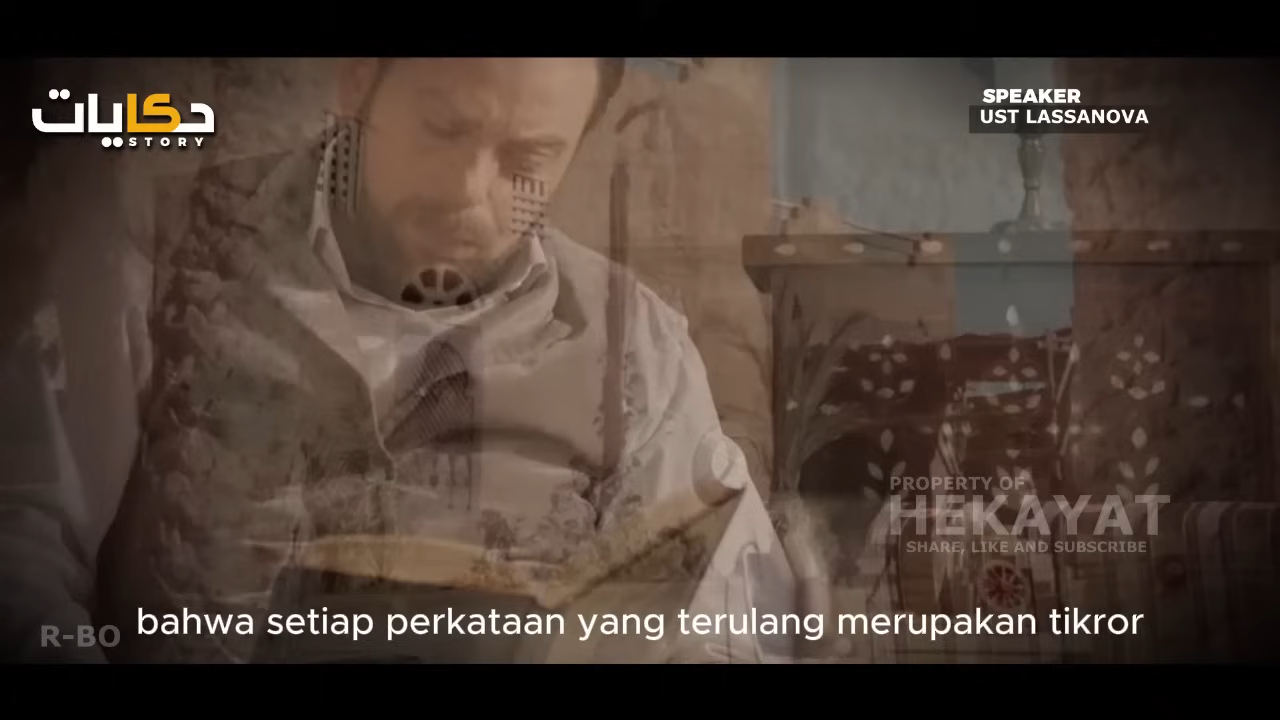 حكايات
STORY
SPEAKER
UST LASSANOVA
PROPERTY OF
HEKAYAT
SHARE, LIKE AND SUBSCRIBE
R-BO
bahwa setiap perkataan yang terulang merupakan tikror